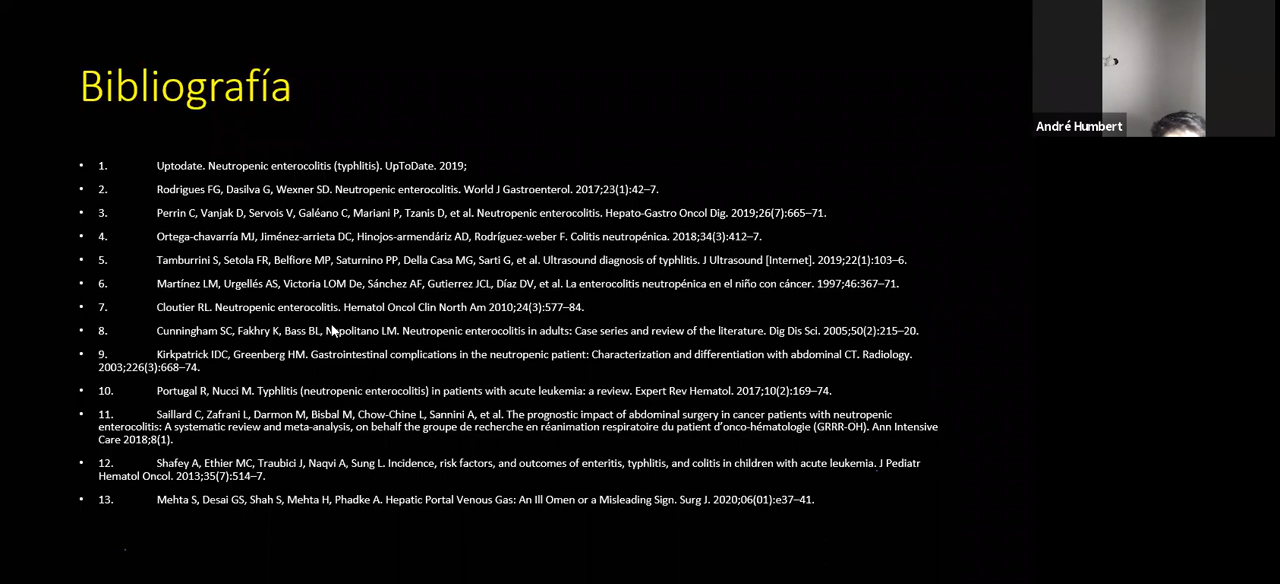 Bibliografía
André Humbert
• 1. Uptodate. Neutropenic enterocolitis (typhlitis). UpToDate. 2019;
• 2. Rodrigues FG, Dasilva G, Wexner SD. Neutropenic enterocolitis. World J Gastroenterol. 2017;23(1):42–7.
• 3. Perrin C, Vanjak D, Servois V, Galéano C, Mariani P, Tzanis D, et al. Neutropenic enterocolitis. Hepato-Gastro Oncol Dig. 2019;26(7):665–71.
• 4. Ortega-chavarría MJ, Jiménez-arrieta DC, Hinojos-armendáriz AD, Rodríguez-weber F. Colitis neutropénica. 2018;34(3):412–7.
• 5. Tamburrini S, Setola FR, Belfiore MP, Saturnino PP, Della Casa MG, Sarti G, et al. Ultrasound diagnosis of typhlitis. J Ultrasound [Internet]. 2019;22(1):103–6.
• 6. Martínez LM, Urgellés AS, Victoria LOM De, Sánchez AF, Gutierrez JCL, Díaz DV, et al. La enterocolitis neutropénica en el niño con cáncer. 1997;46:367–71.
• 7. Cloutier RL. Neutropenic enterocolitis. Hematol Oncol Clin North Am 2010;24(3):577–84.
• 8. Cunningham SC, Fakhry K, Bass BL, Napolitano LM. Neutropenic enterocolitis in adults: Case series and review of the literature. Dig Dis Sci. 2005;50(2):215–20.
• 9. Kirkpatrick IDC, Greenberg HM. Gastrointestinal complications in the neutropenic patient: Characterization and differentiation with abdominal CT. Radiology.
2003;226(3):668–74.
• 10. Portugal R, Nucci M. Typhlitis (neutropenic enterocolitis) in patients with acute leukemia: a review. Expert Rev Hematol. 2017;10(2):169–74.
• 11. Saillard C, Zafrani L, Darmon M, Bisbal M, Chow-Chine L, Sannini A, et al. The prognostic impact of abdominal surgery in cancer patients with neutropenic
enterocolitis: A systematic review and meta-analysis, on behalf the groupe de recherche en réanimation respiratoire du patient d’onco-hématologie (GRRR-OH). Ann Intensive
Care 2018;8(1).
• 12. Shafey A, Ethier MC, Traubici J, Naqvi A, Sung L. Incidence, risk factors, and outcomes of enteritis, typhlitis, and colitis in children with acute leukemia. J Pediatr
Hematol Oncol. 2013;35(7):514–7.
• 13. Mehta S, Desai GS, Shah S, Mehta H, Phadke A. Hepatic Portal Venous Gas: An Ill Omen or a Misleading Sign. Surg J. 2020;06(01):e37–41.